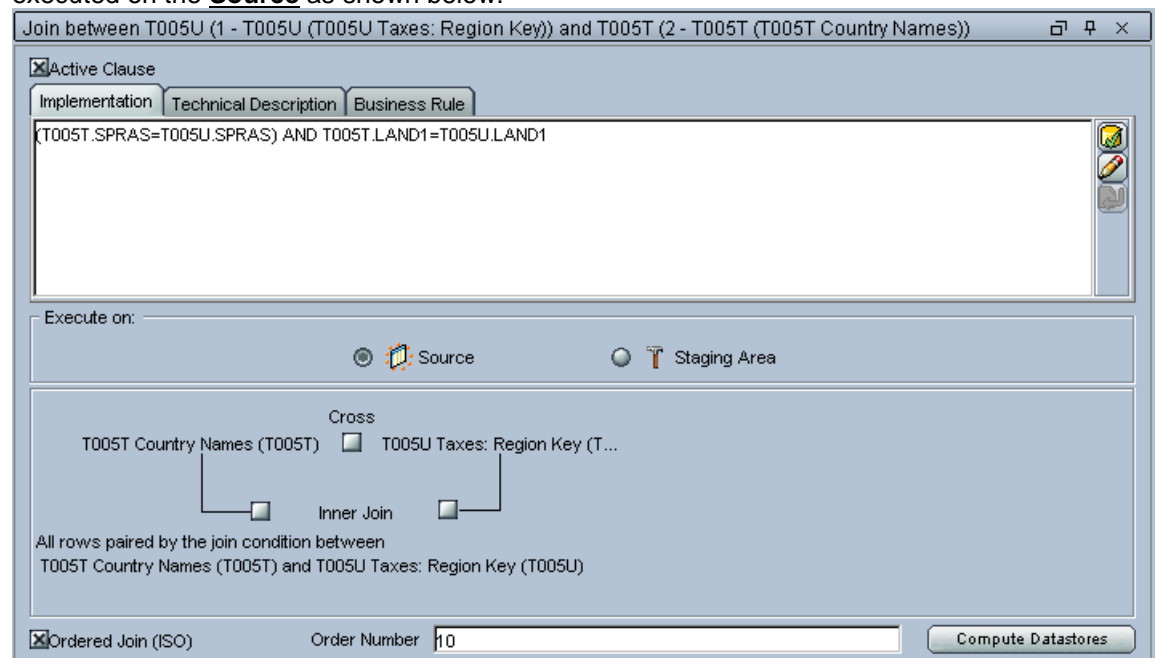 executed on the Source as shown below.
Join between T005U (1 - T005U (T005U Taxes: Region Key)) and T005T (2 - T005T (T005T Country Names))
Active Clause
Implementation Technical Description Business Rule
(T005T.SPRAS=T005U.SPRAS) AND T005T.LAND1=T005U.LAND1
Execute on:
Source Staging Area
Cross
T005T Country Names (T005T) T005U Taxes: Region Key (T...
Inner Join
All rows paired by the join condition between
T005T Country Names (T005T) and T005U Taxes: Region Key (T005U)
Ordered Join (ISO) Order Number 10 Compute Datastores